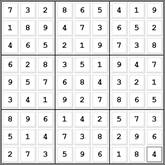 7 3 2 8 6 5 4 1 9
1 8 9 4 7 3 6 5 2
4 6 5 2 1 9 7 3 8
6 2 8 3 5 1 9 4 7
9 5 7 6 8 4 3 2 1
3 4 1 9 2 7 8 6 5
8 9 6 1 4 2 5 7 3
5 1 4 7 3 8 2 9 6
2 7 3 5 9 6 1 8 4